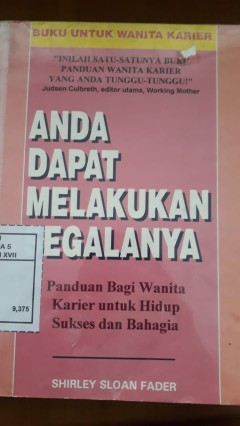 BUKU UNTUK WANITA KARIER
"INILAH SATU-SATUNYA BUKU
PANDUAN WANITA KARIER
YANG ANDA TUNGGU-TUNGGU!"
Judsen Culbreth, editor utama, Working Mother
ANDA
DAPAT
MELAKUKAN
EGALANYA
A 5
XVII
9,375
Panduan Bagi Wanita
Karier untuk Hidup
Sukses dan Bahagia
SHIRLEY SLOAN FADER